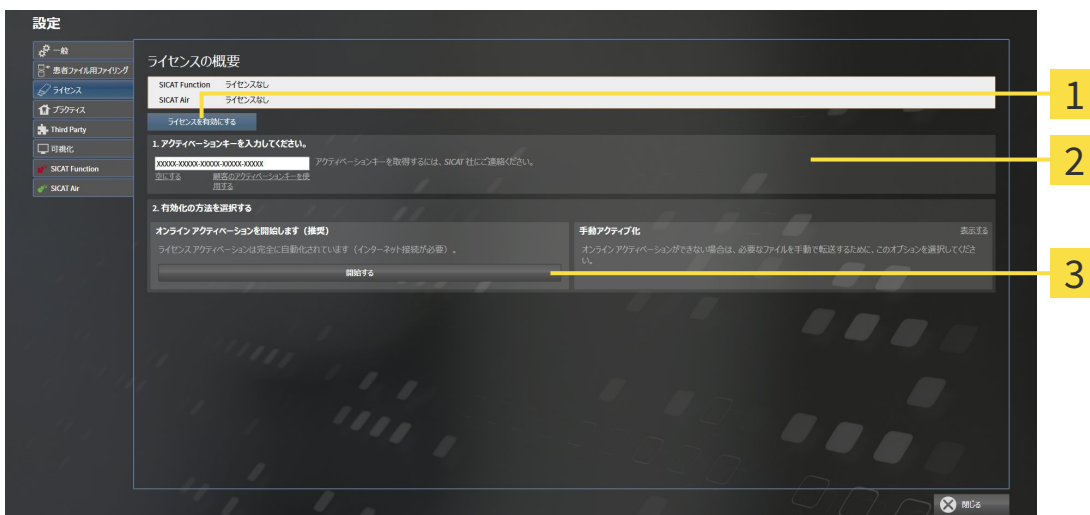 設定
一般
患者ファイル用ファイリング
ライセンス
プラクティス
Third Party
可視化
SICAT Function
SICAT Air
ライセンスの概要
SICAT Function ライセンスなし
SICAT Air ライセンスなし
ライセンスを有効にする
1. アクティベーションキーを入力してください。
XXXXX-XXXXX-XXXXX-XXXXX-XXXXX アクティベーションキーを取得するには、SICAT 社にご連絡ください。
空にする 顧客のアクティベーションキーを使
用する
2. 有効化の方法を選択する
オンライン アクティベーションを開始します（推奨）
ライセンス アクティベーションは完全に自動化されています（インターネット接続が必要）。
開始する
手動アクティブ化 表示する
オンライン アクティベーションができない場合は、必要なファイルを手動で転送するために、このオプションを選択してくださ
い。
閉じる
1
2
3